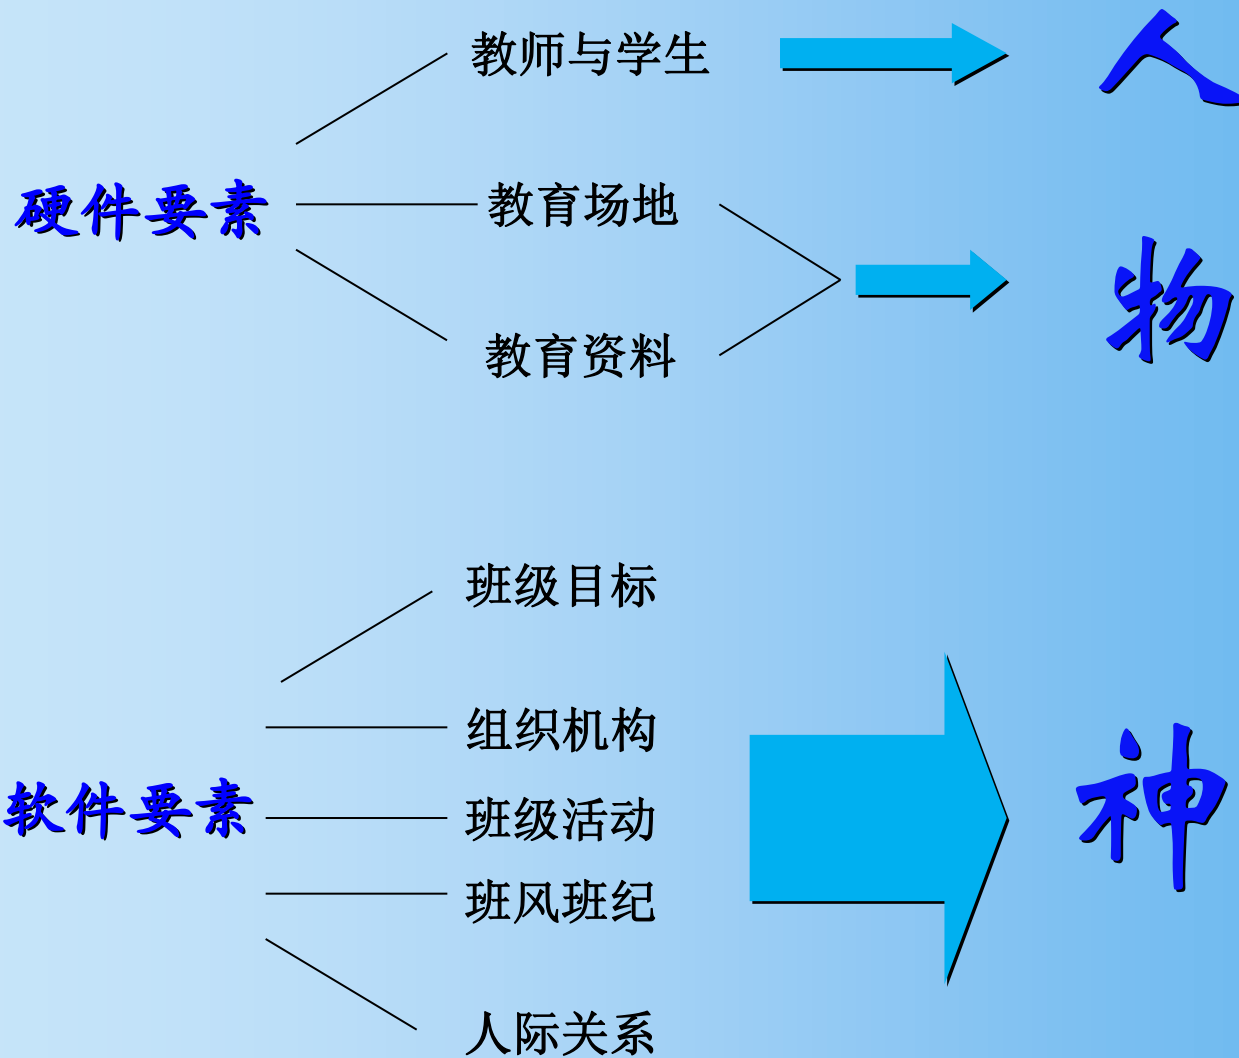 教师与学生
人
硬件要素
教育场地
物
教育资料
班级目标
组织机构
神
软件要素
班级活动
班风班纪
人际关系